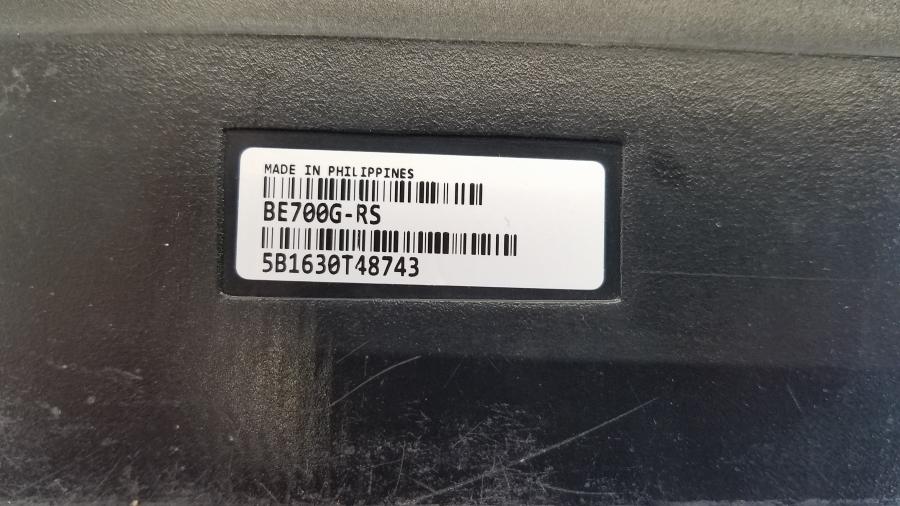 MADE IN PHILIPPINES
BE700G-RS
5B1630T48743